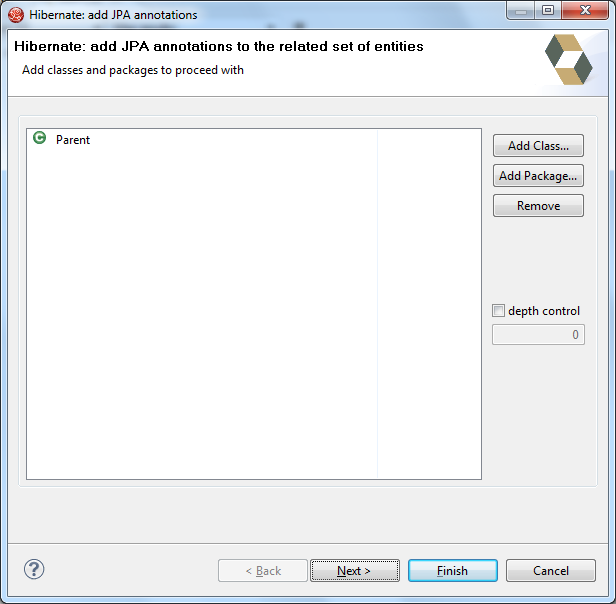 Hibernate: add JPA annotations
Hibernate: add JPA annotations to the related set of entities
Add classes and packages to proceed with
Parent
Add Class...
Add Package...
Remove
depth control
0
< Back
Next >
Finish
Cancel